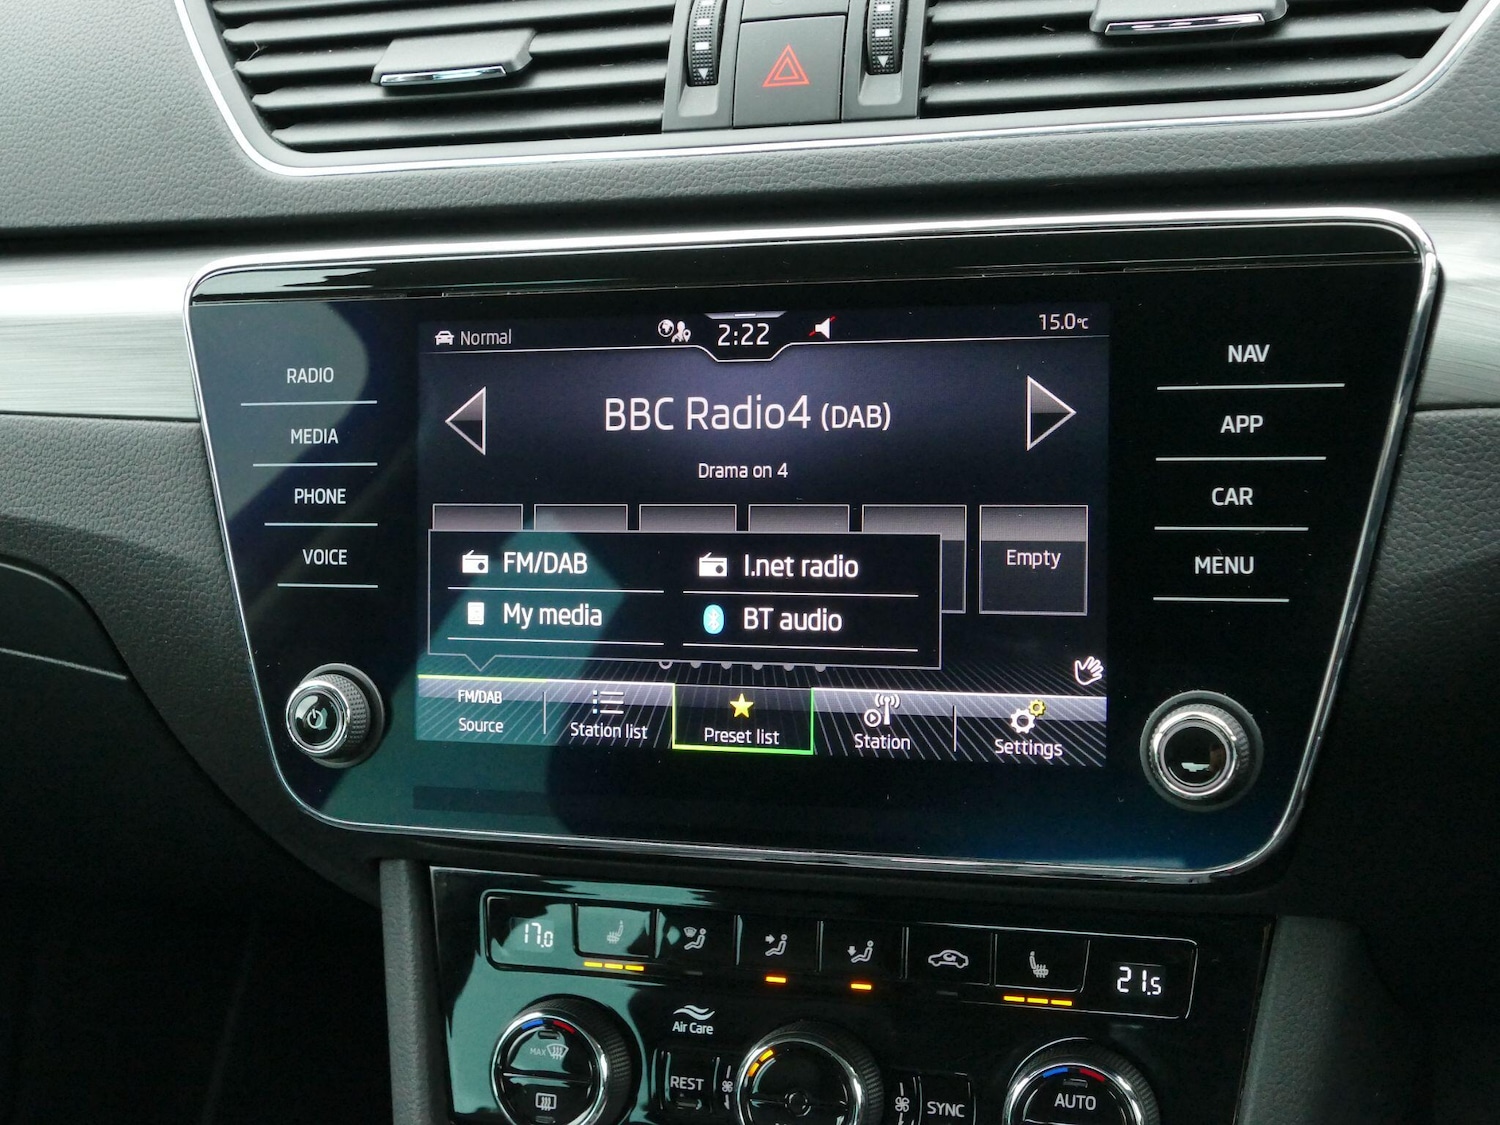 Normal
2:22
15.0°C
BBC Radio4 (DAB)
Drama on 4
RADIO
MEDIA
PHONE
VOICE
NAV
APP
CAR
MENU
FM/DAB
I.net radio
My media
BT audio
Empty
FM/DAB
Source
Station list
Preset list
Station
Settings
17.0
21.5
Air Care
MAX
REST
SYNC
AUTO